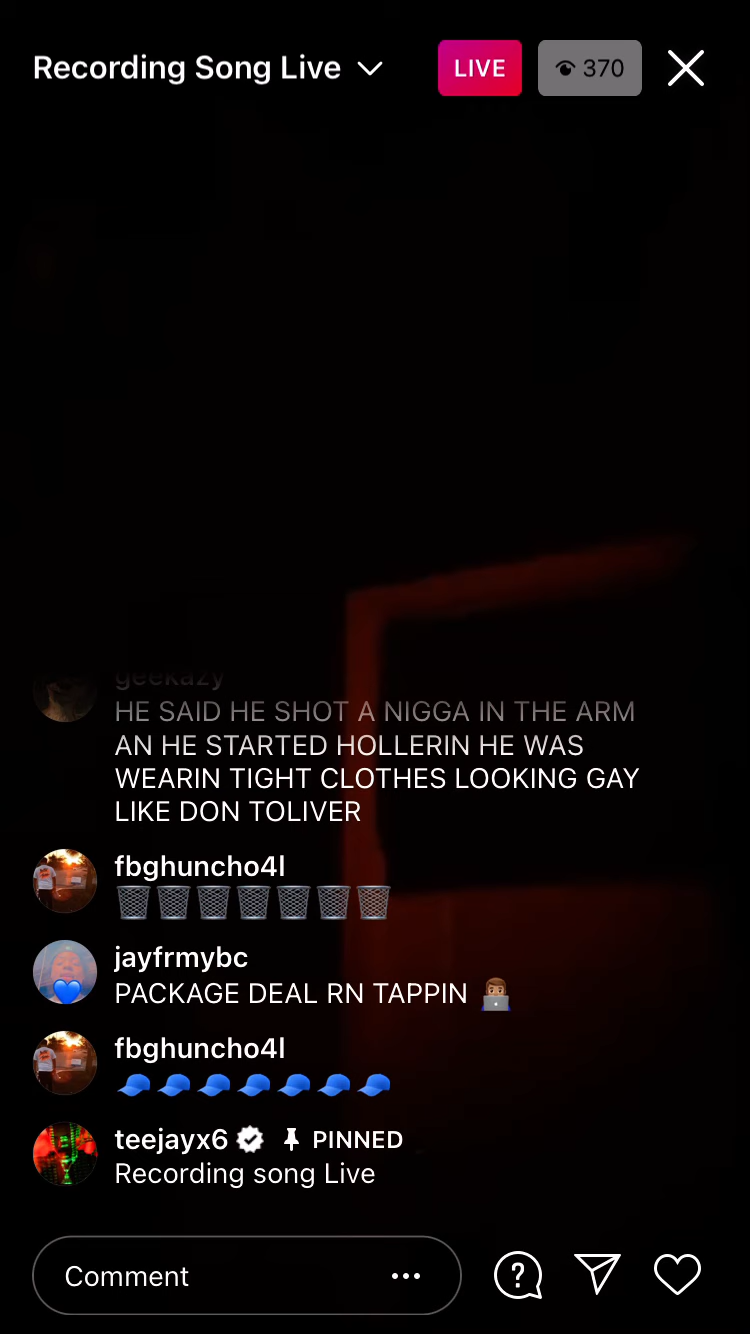 Recording Song Live
LIVE
370
geekazy
HE SAID HE SHOT A NIGGA IN THE ARM
AN HE STARTED HOLLERIN HE WAS
WEARIN TIGHT CLOTHES LOOKING GAY
LIKE DON TOLIVER
fbghuncho4l
jayfrmybc
PACKAGE DEAL RN TAPPIN
fbghuncho4l
teejayx6 PINNED
Recording song Live
Comment